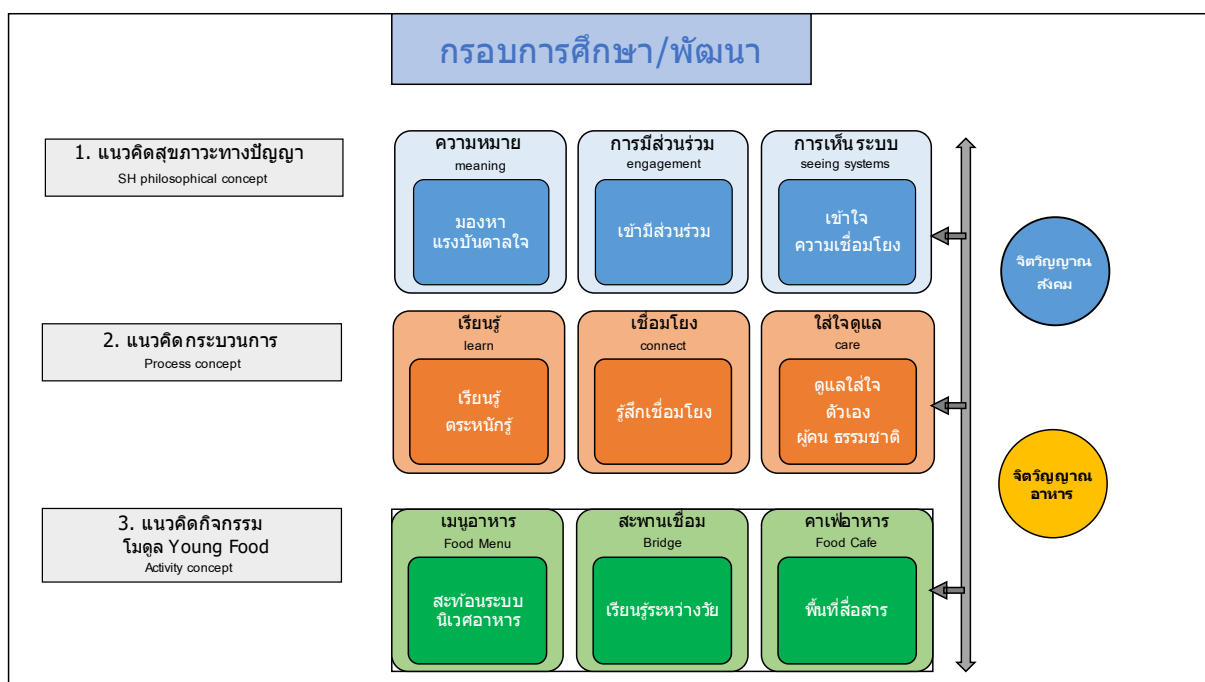 กรอบการศึกษา/พัฒนา
1. แนวคิดสุขภาวะทางปัญญา
SH philosophical concept
ความหมาย
meaning
มองหา
แรงบันดาลใจ
การมีส่วนร่วม
engagement
เข้ามีส่วนร่วม
การเห็นระบบ
seeing systems
เข้าใจ
ความเชื่อมโยง
จิตวิญญาณ
สังคม
2. แนวคิดกระบวนการ
Process concept
เรียนรู้
learn
เรียนรู้
ตระหนักรู้
เชื่อมโยง
connect
รู้สึกเชื่อมโยง
ใส่ใจดูแล
care
ดูแลใส่ใจ
ตัวเอง
ผู้คน ธรรมชาติ
จิตวิญญาณ
อาหาร
3. แนวคิดกิจกรรม
โมดูล Young Food
Activity concept
เมนูอาหาร
Food Menu
สะท้อนระบบ
นิเวศอาหาร
สะพานเชื่อม
Bridge
เรียนรู้ระหว่างวัย
คาเฟ่อาหาร
Food Cafe
พื้นที่สื่อสาร